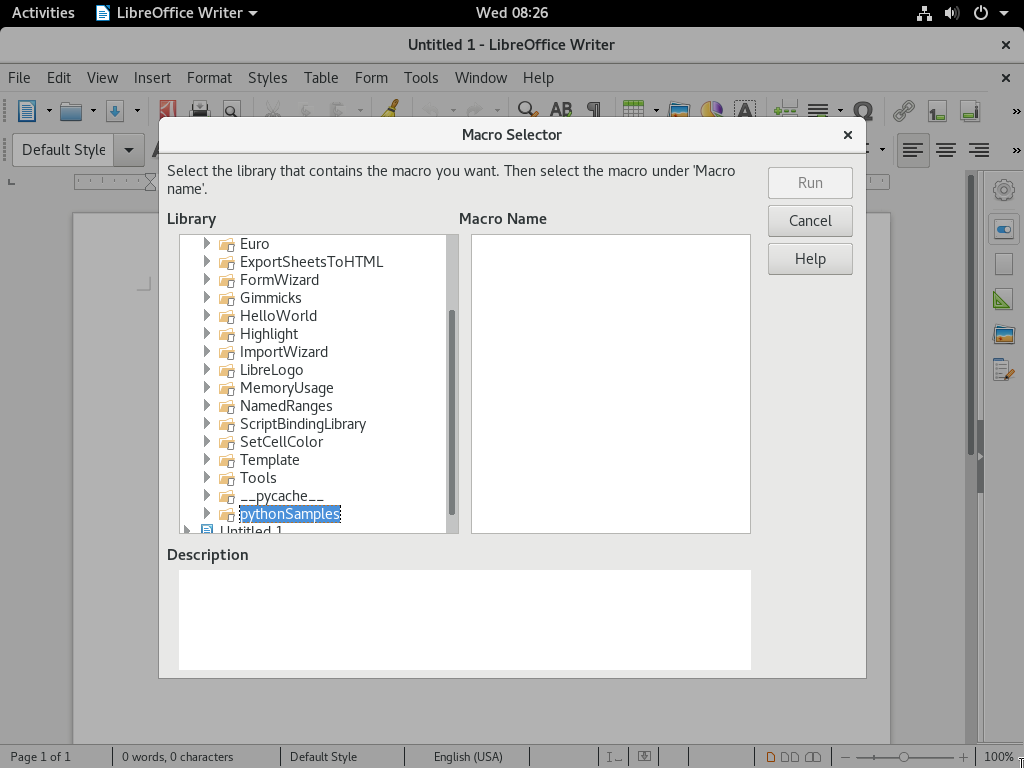 Activities LibreOffice Writer Wed 08:26
Untitled 1 - LibreOffice Writer
File Edit View Insert Format Styles Table Form Tools Window Help
Default Style
Macro Selector
Select the library that contains the macro you want. Then select the macro under 'Macro
name'.
Run
Cancel
Help
Library Macro Name
Euro
ExportSheetsToHTML
FormWizard
Gimmicks
HelloWorld
Highlight
ImportWizard
LibreLogo
MemoryUsage
NamedRanges
ScriptBindingLibrary
SetCellColor
Template
Tools
__pycache__
pythonSamples
Untitled 1
Description
Page 1 of 1 0 words, 0 characters Default Style English (USA) 100%